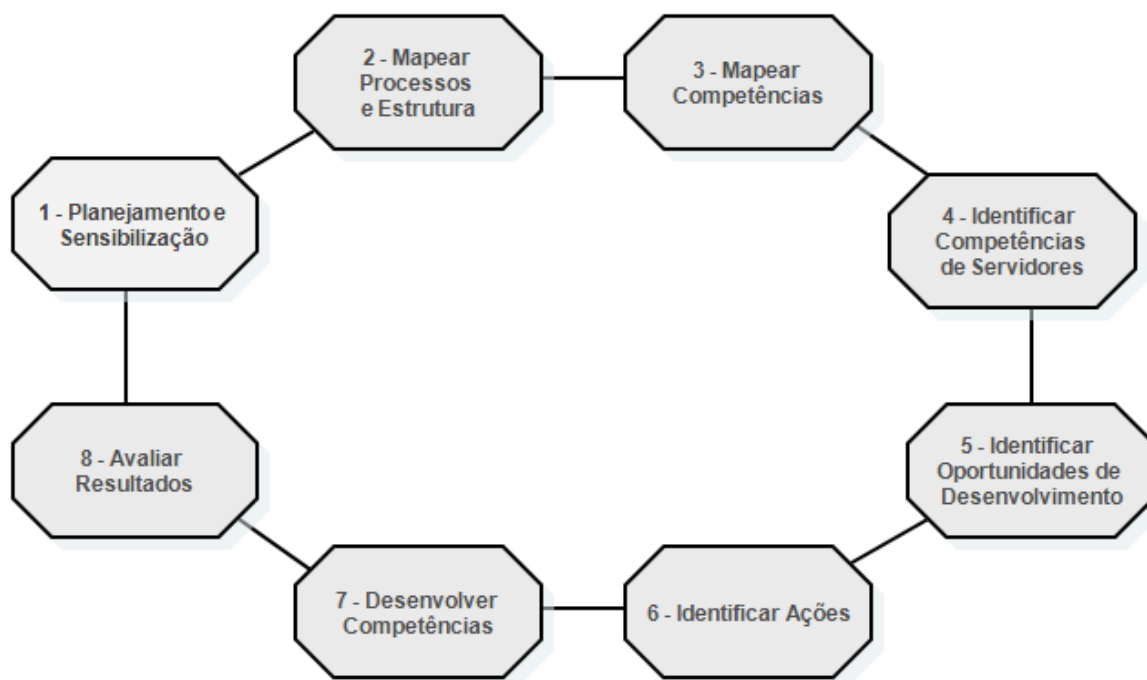 1 - Planejamento e
Sensibilização
2 - Mapear
Processos
e Estrutura
3 - Mapear
Competências
4 - Identificar
Competências
de Servidores
5 - Identificar
Oportunidades de
Desenvolvimento
6 - Identificar Ações
7 - Desenvolver
Competências
8 - Avaliar
Resultados